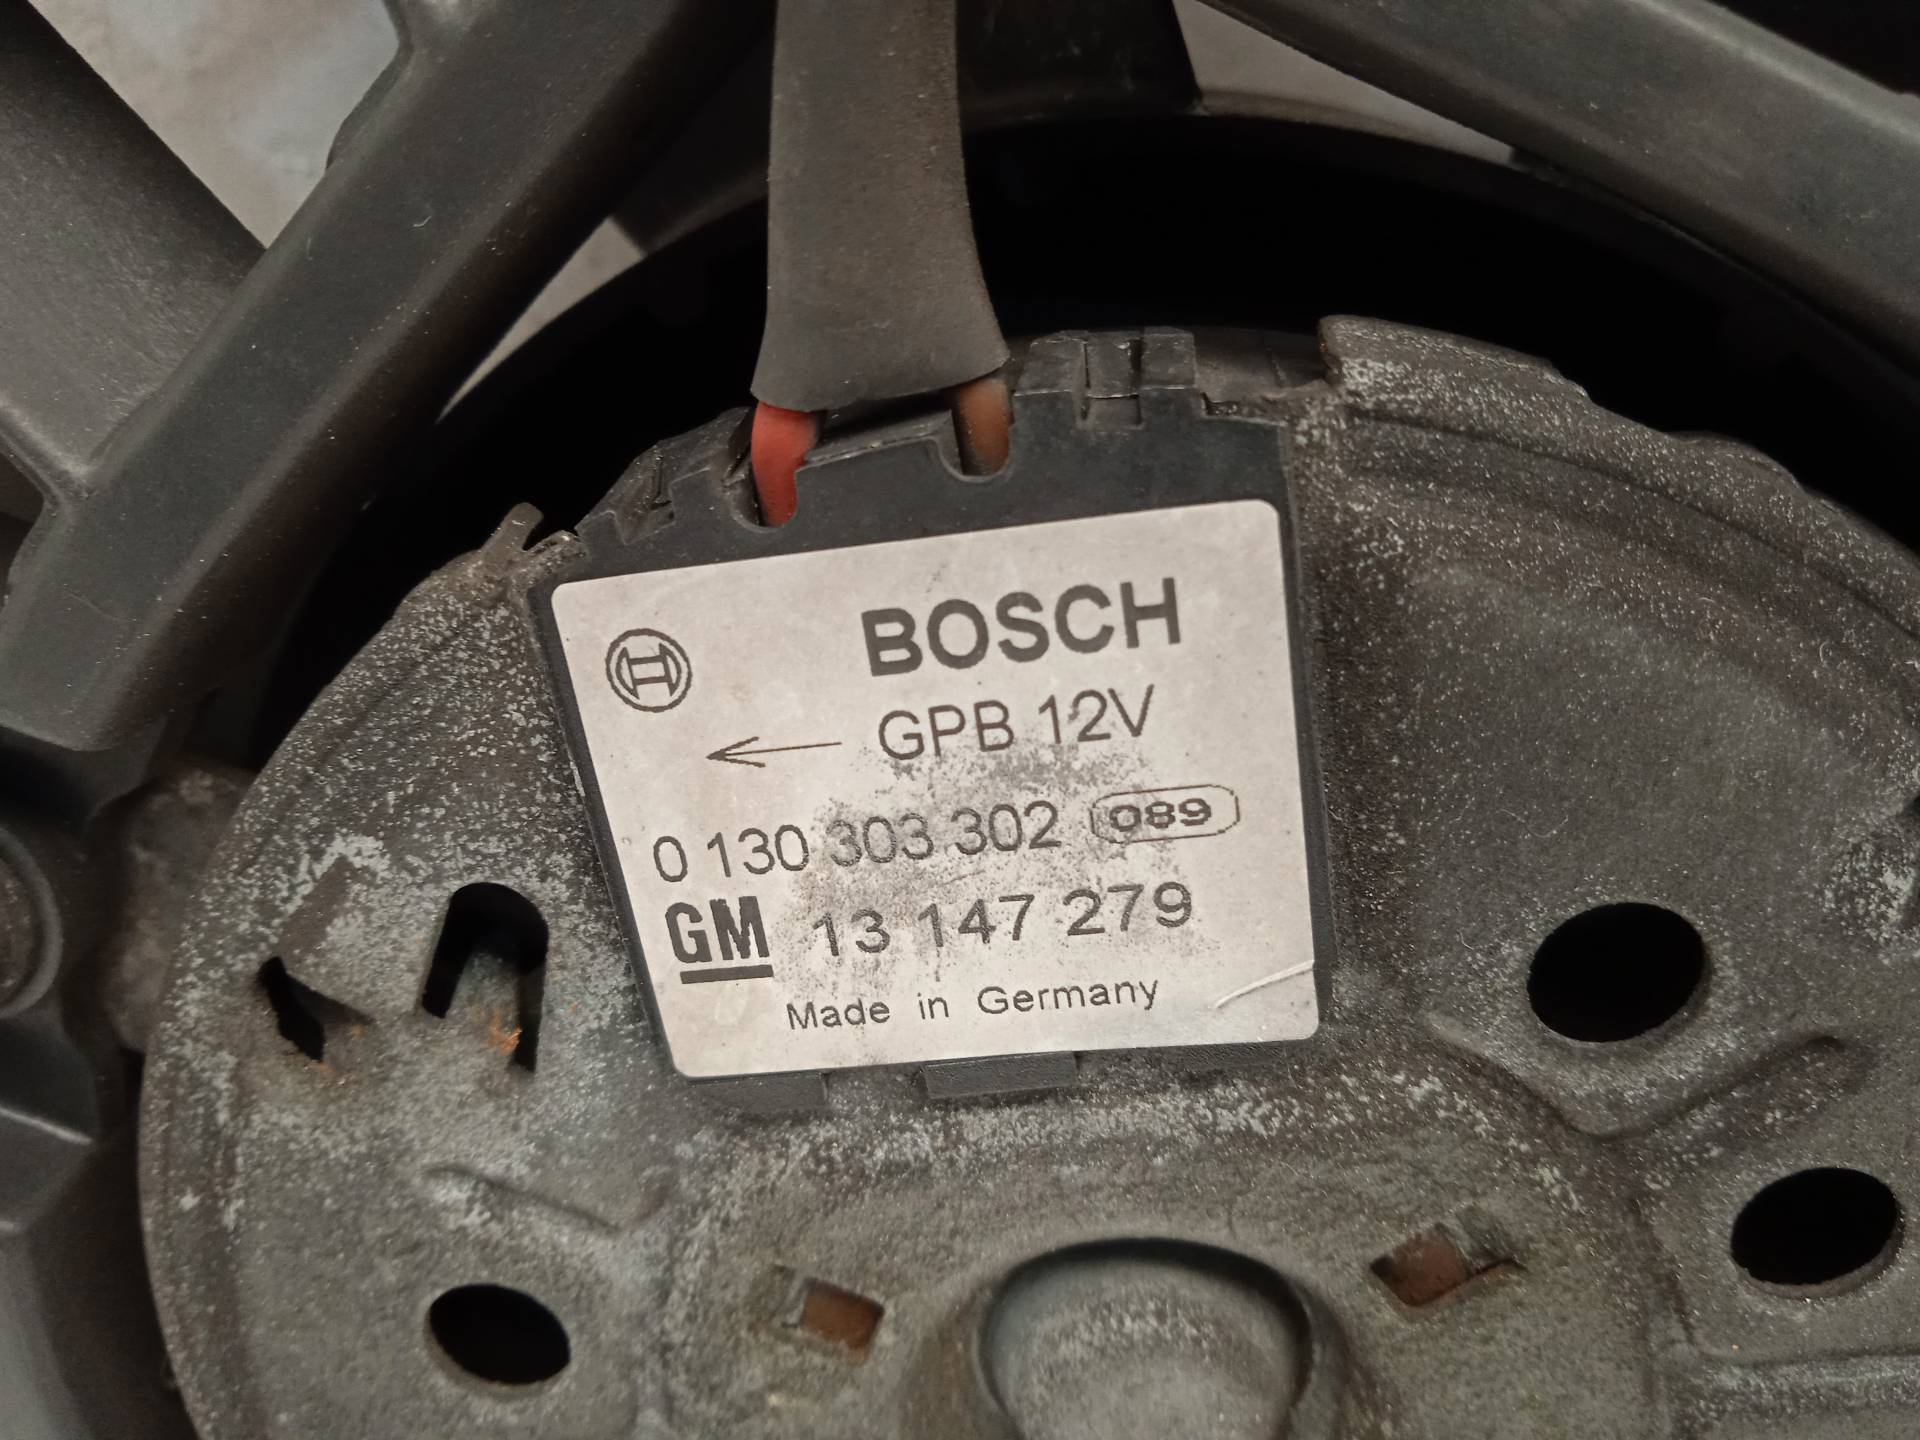 BOSCH
GPB 12V
0 130 303 302 089
GM 13 147 279
Made in Germany